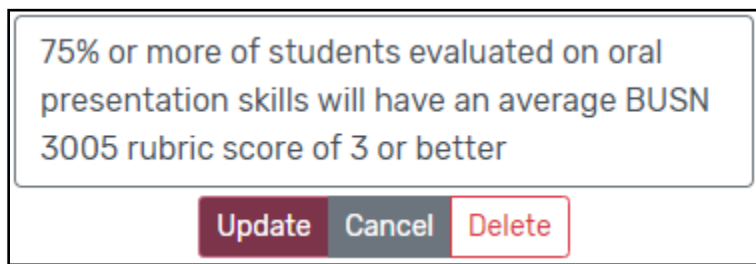 75% or more of students evaluated on oral
presentation skills will have an average BUSN
3005 rubric score of 3 or better
Update Cancel Delete